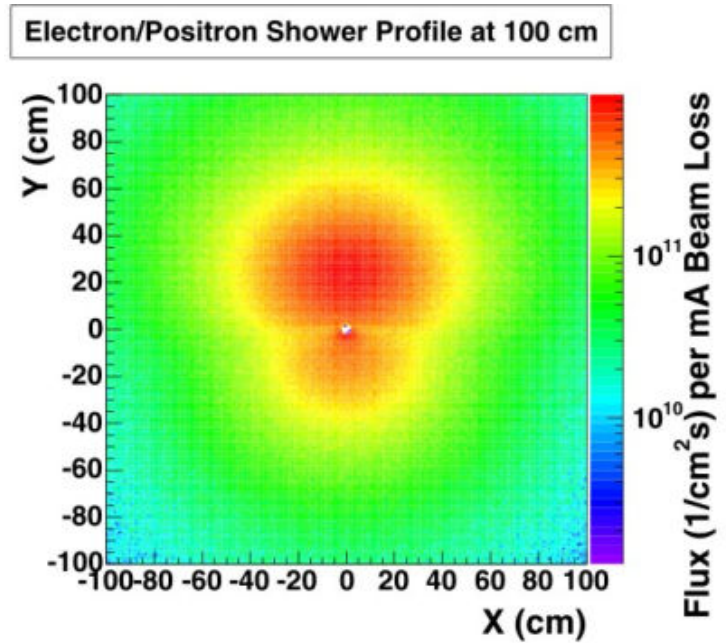 Electron/Positron Shower Profile at 100 cm
Y (cm)
100
80
60
40
20
0
-20
-40
-60
-80
-100
-100 -80 -60 -40 -20 0 20 40 60 80 100
X (cm)
10¹¹
10¹⁰
Flux (1/cm² s) per mA Beam Loss